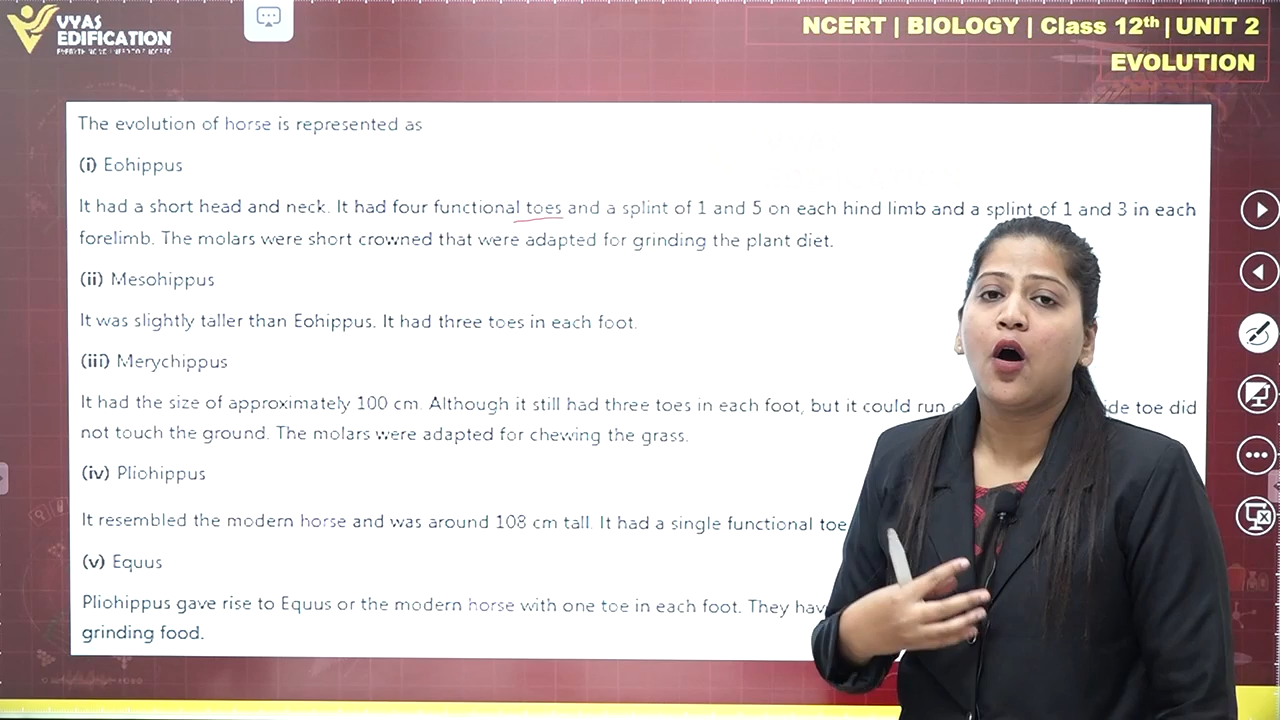 VYAS
EDIFICATION
NCERT | BIOLOGY | Class 12th | UNIT 2
EVOLUTION
The evolution of horse is represented as
(i) Eohippus
It had a short head and neck. It had four functional toes and a splint of 1 and 5 on each hind limb and a splint of 1 and 3 in each
forelimb. The molars were short crowned that were adapted for grinding the plant diet.
(ii) Mesohippus
It was slightly taller than Eohippus. It had three toes in each foot.
(iii) Merychippus
It had the size of approximately 100 cm. Although it still had three toes in each foot, but it could run toe did
not touch the ground. The molars were adapted for chewing the grass.
(iv) Pliohippus
It resembled the modern horse and was around 108 cm tall. It had a single functional toe
(v) Equus
Pliohippus gave rise to Equus or the modern horse with one toe in each foot. They
grinding food.